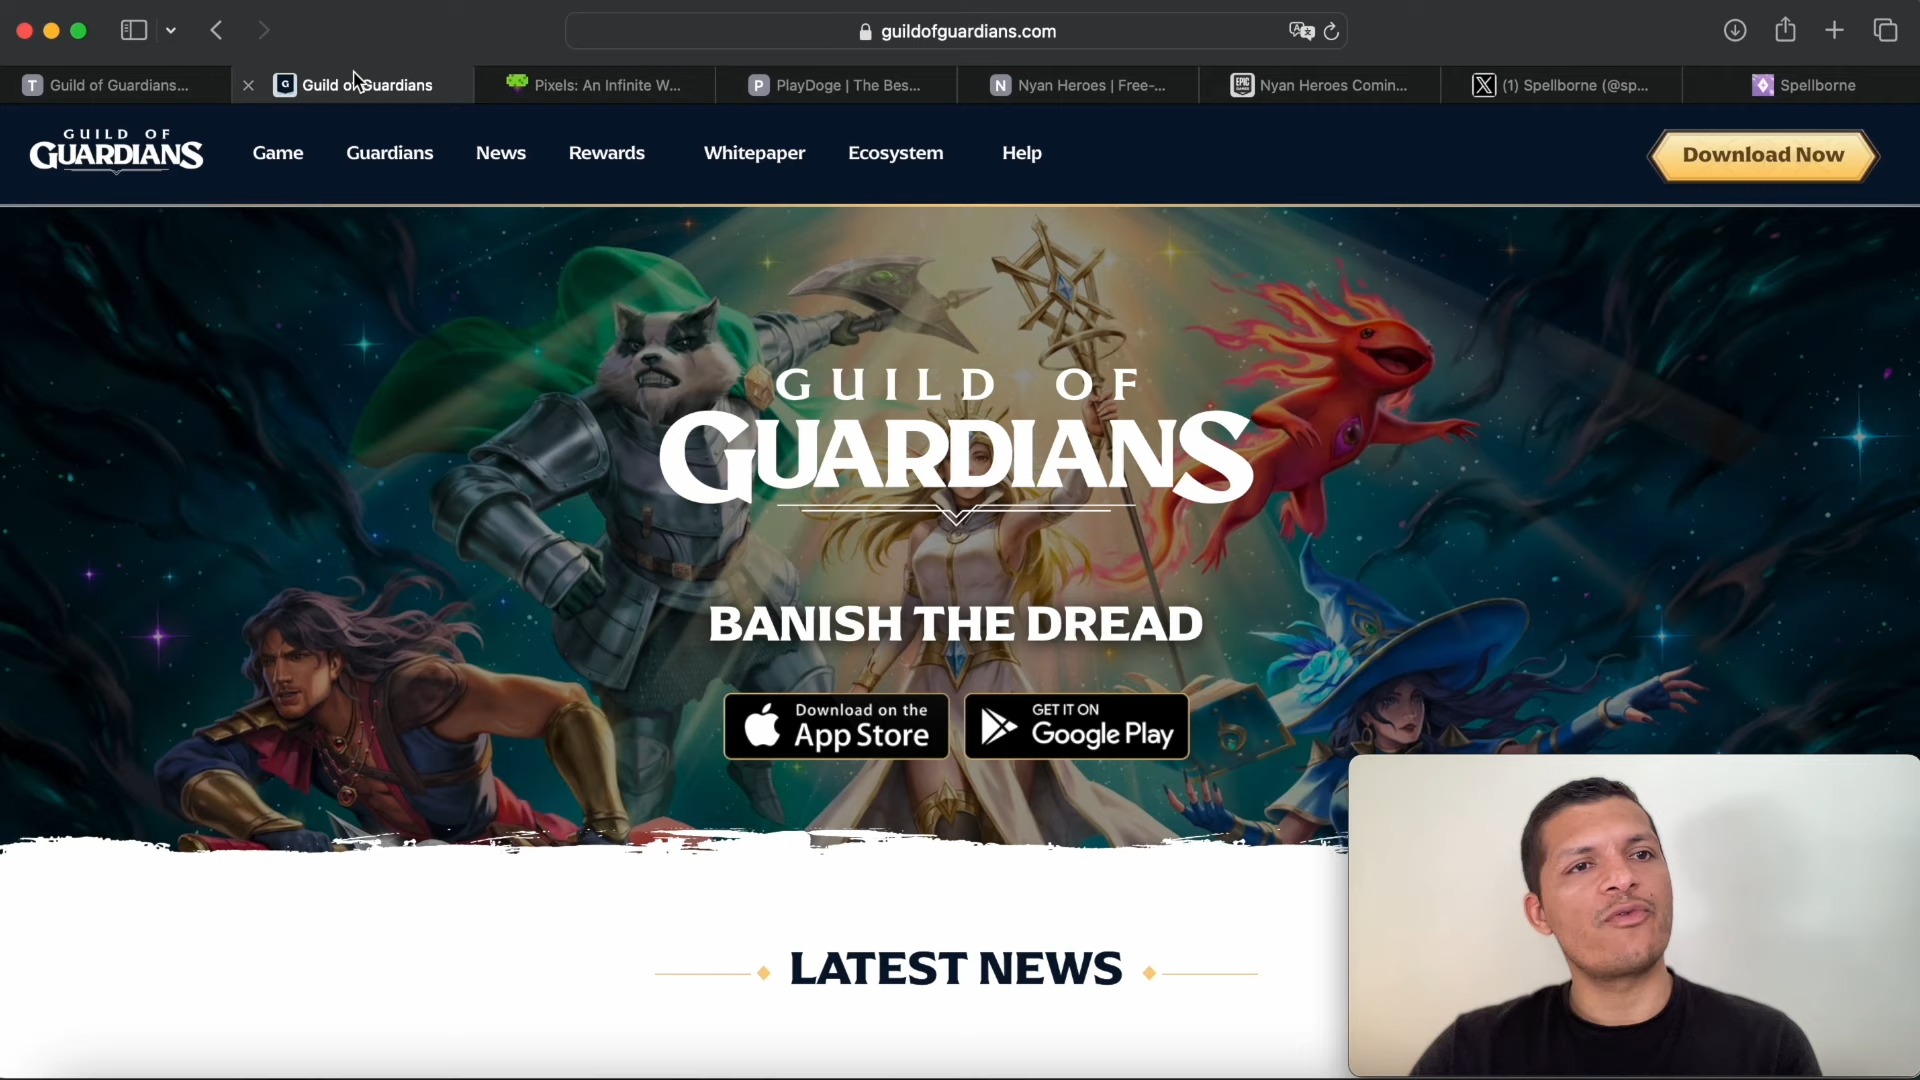 guildofguardians.com
T Guild of Guardians...
G Guild of Guardians
Pixels: An Infinite W...
P PlayDoge | The Bes...
N Nyan Heroes | Free-...
EPIC GAMES Nyan Heroes Comin...
X (1) Spellborne (@sp...
Spellborne
GUILD OF
GUARDIANS
Game
Guardians
News
Rewards
Whitepaper
Ecosystem
Help
Download Now
GUILD OF
GUARDIANS
BANISH THE DREAD
Download on the
App Store
GET IT ON
Google Play
LATEST NEWS